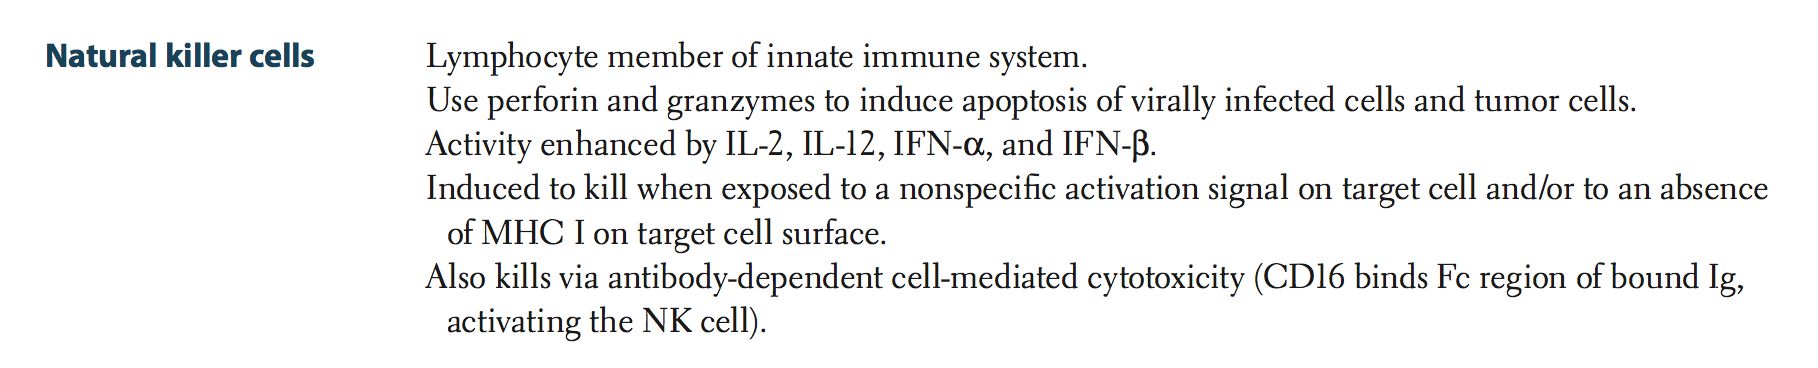 Natural killer cells
Lymphocyte member of innate immune system.
Use perforin and granzymes to induce apoptosis of virally infected cells and tumor cells.
Activity enhanced by IL-2, IL-12, IFN-α, and IFN-β.
Induced to kill when exposed to a nonspecific activation signal on target cell and/or to an absence
of MHC I on target cell surface.
Also kills via antibody-dependent cell-mediated cytotoxicity (CD16 binds Fc region of bound Ig,
activating the NK cell).